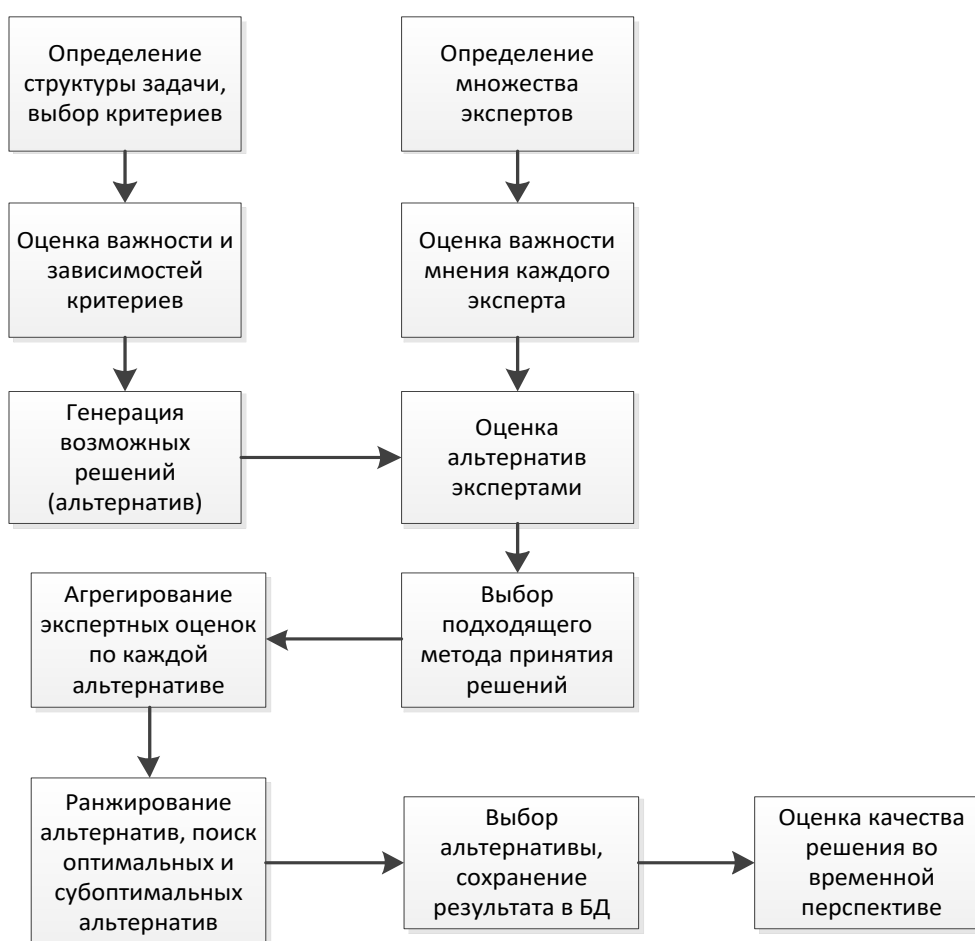 Определение
структуры задачи,
выбор критериев
Определение
множества
экспертов
Оценка важности и
зависимостей
критериев
Оценка важности
мнения каждого
эксперта
Генерация
возможных
решений
(альтернатив)
Оценка
альтернатив
экспертами
Агрегирование
экспертных оценок
по каждой
альтернативе
Выбор
подходящего
метода принятия
решений
Ранжирование
альтернатив, поиск
оптимальных и
субоптимальных
альтернатив
Выбор
альтернативы,
сохранение
результата в БД
Оценка качества
решения во
временной
перспективе